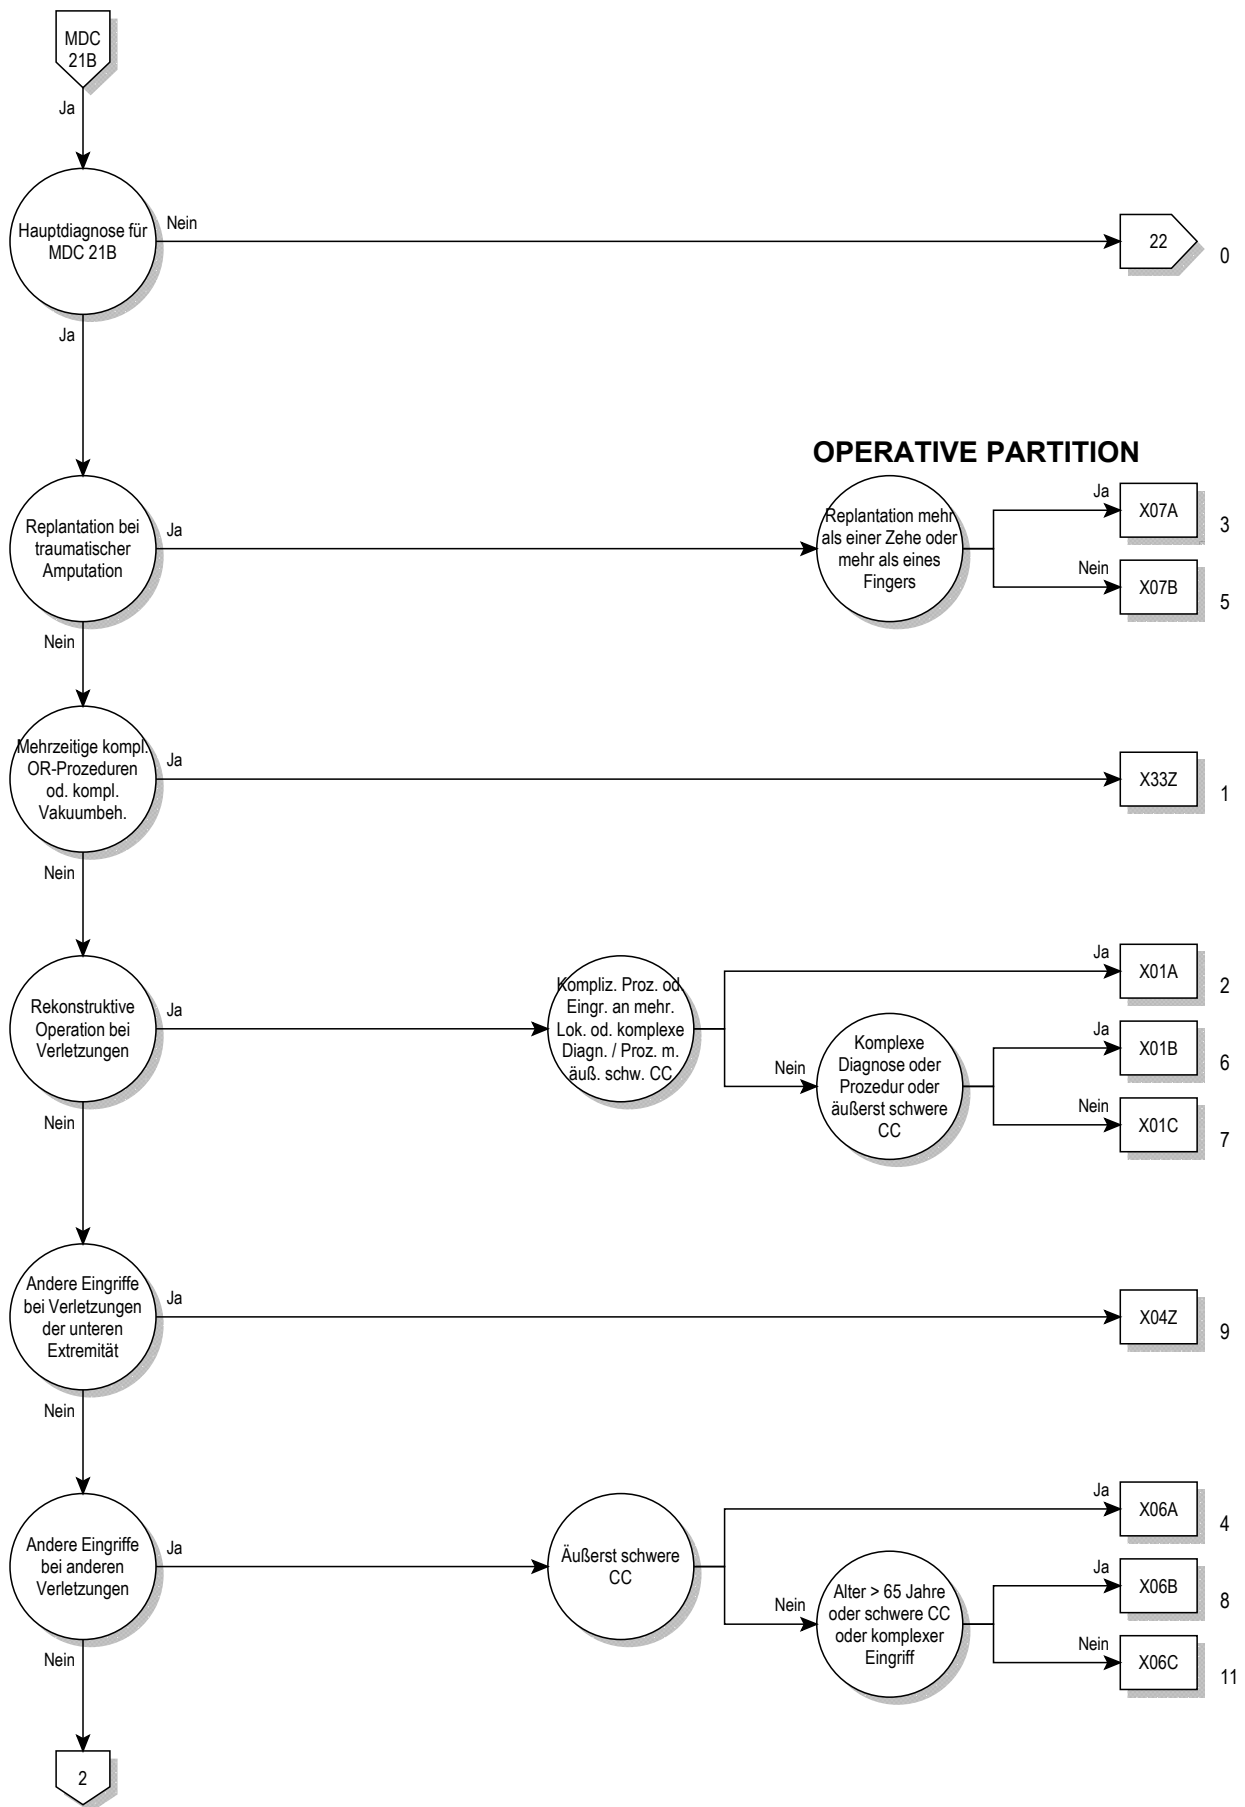 MDC
21B
Ja
Hauptdiagnose für
MDC 21B
Nein
22
0
Ja
OPERATIVE PARTITION
Replantation bei
traumatischer
Amputation
Ja
Replantation mehr
als einer Zehe oder
mehr als eines
Fingers
Ja
X07A
3
Nein
X07B
5
Nein
Mehrzeitige kompl.
OR-Prozeduren
od. kompl.
Vakuumbeh.
Ja
X33Z
1
Nein
Rekonstruktive
Operation bei
Verletzungen
Ja
Kompliz. Proz. od.
Eingr. an mehr.
Lok. od. komplexe
Diagn. / Proz. m.
äuß. schw. CC
Ja
X01A
2
Nein
Komplexe
Diagnose oder
Prozedur oder
äußerst schwere
CC
Ja
X01B
6
Nein
X01C
7
Nein
Andere Eingriffe
bei Verletzungen
der unteren
Extremität
Ja
X04Z
9
Nein
Andere Eingriffe
bei anderen
Verletzungen
Ja
Äußerst schwere
CC
Ja
X06A
4
Nein
Alter > 65 Jahre
oder schwere CC
oder komplexer
Eingriff
Ja
X06B
8
Nein
X06C
11
Nein
2